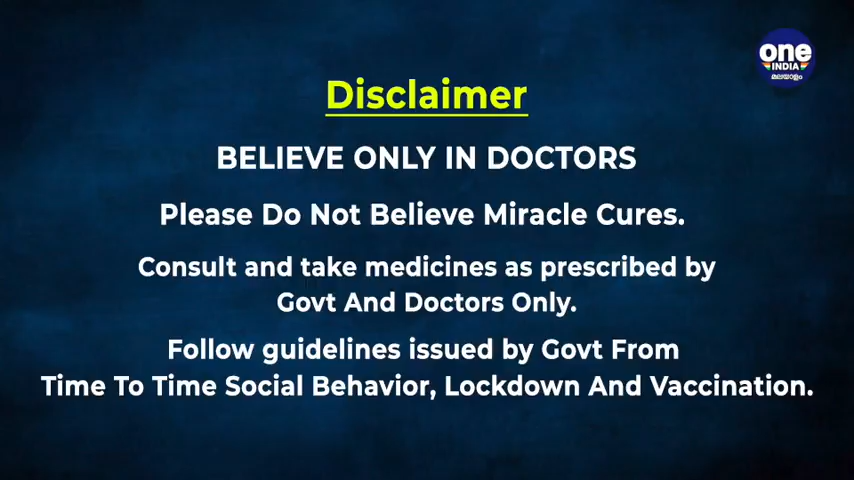 one
INDIA
മലയാളം
Disclaimer
BELIEVE ONLY IN DOCTORS
Please Do Not Believe Miracle Cures.
Consult and take medicines as prescribed by
Govt And Doctors Only.
Follow guidelines issued by Govt From
Time To Time Social Behavior, Lockdown And Vaccination.